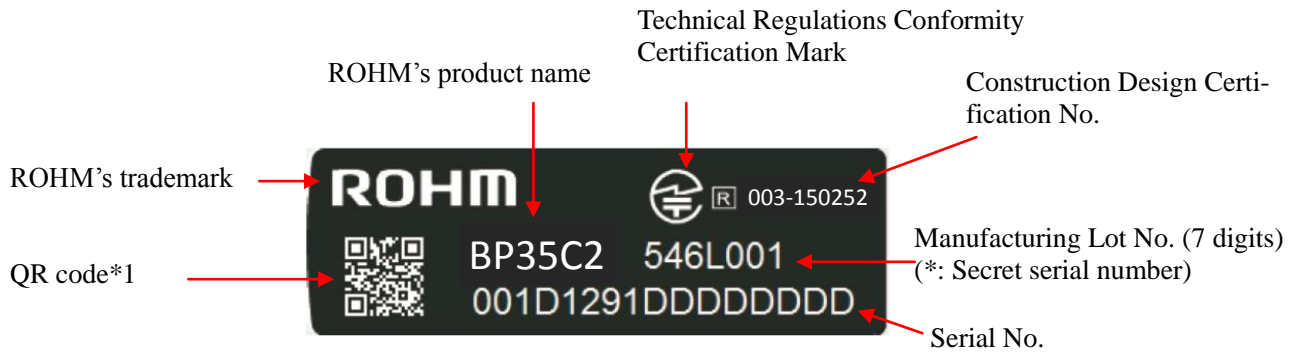 Technical Regulations Conformity
Certification Mark
ROHM's product name
Construction Design Certi-
fication No.
ROHM's trademark
ROHM
R 003-150252
QR code*1
BP35C2 546L001
Manufacturing Lot No. (7 digits)
(*: Secret serial number)
001D1291DDDDDDDD
Serial No.